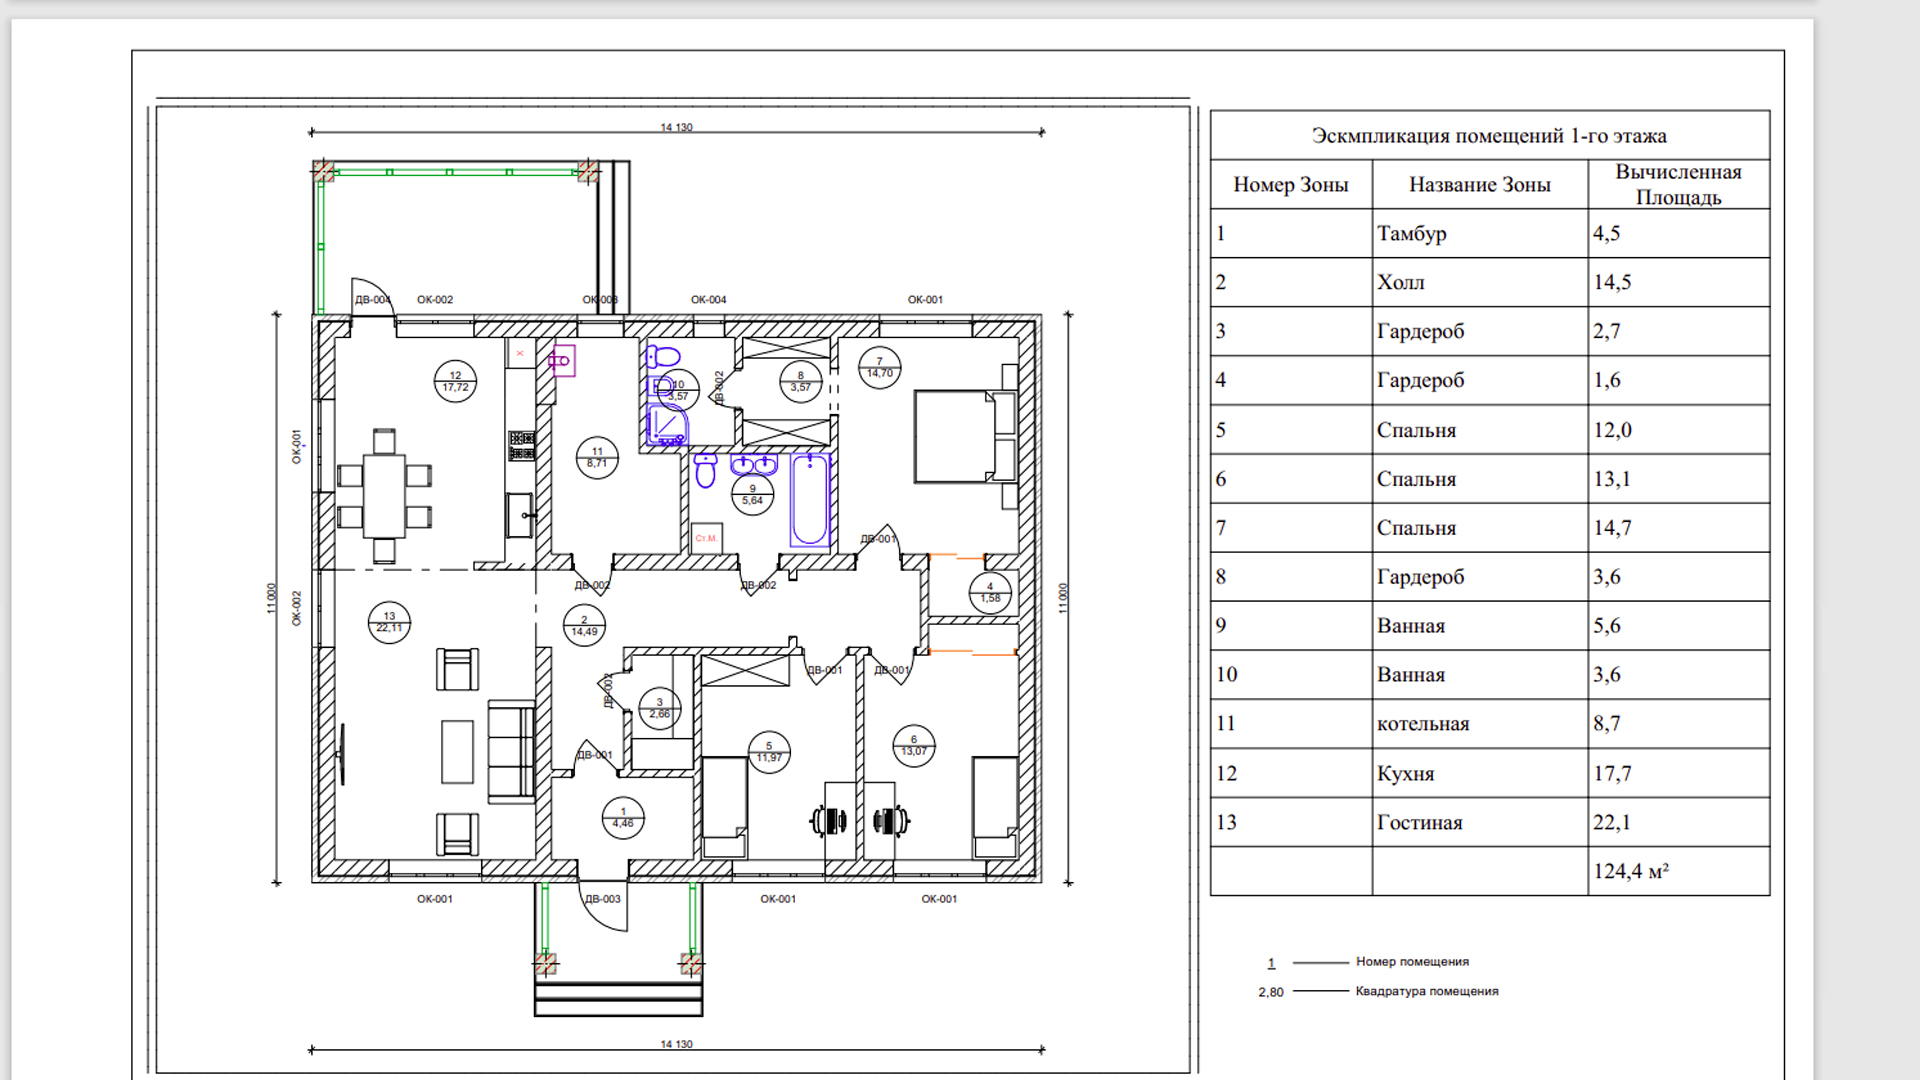 14 130
ДВ-004
ОК-002
ОК-003
ОК-004
ОК-001
Х
12
17,72
10
3,57
ДВ-002
8
3,57
7
14,70
ОК-001
11
8,71
9
5,64
Ст.М.
ДВ-001
ДВ-002
ДВ-002
4
1,58
11 000
ОК-002
11 000
13
22,11
2
14,49
ДВ-001
ДВ-001
ДВ-002
3
2,66
5
11,97
6
13,07
ДВ-001
1
4,46
ОК-001
ДВ-003
ОК-001
ОК-001
14 130
Эскмпликация помещений 1-го этажа
Номер Зоны Название Зоны Вычисленная Площадь
1 Тамбур 4,5
2 Холл 14,5
3 Гардероб 2,7
4 Гардероб 1,6
5 Спальня 12,0
6 Спальня 13,1
7 Спальня 14,7
8 Гардероб 3,6
9 Ванная 5,6
10 Ванная 3,6
11 котельная 8,7
12 Кухня 17,7
13 Гостиная 22,1
124,4 м²
1 Номер помещения
2,80 Квадратура помещения